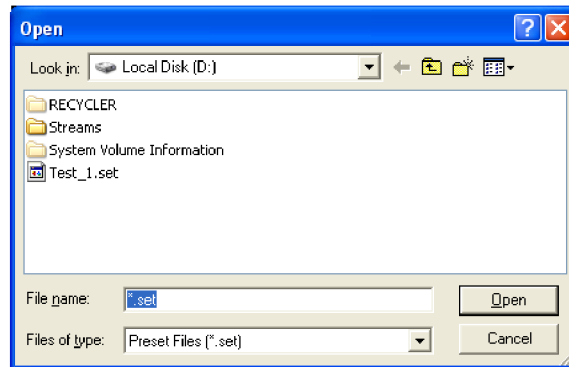 Open
Look in: Local Disk (D:)
RECYCLER
Streams
System Volume Information
Test_1.set
File name: *.set Open
Files of type: Preset Files (*.set) Cancel